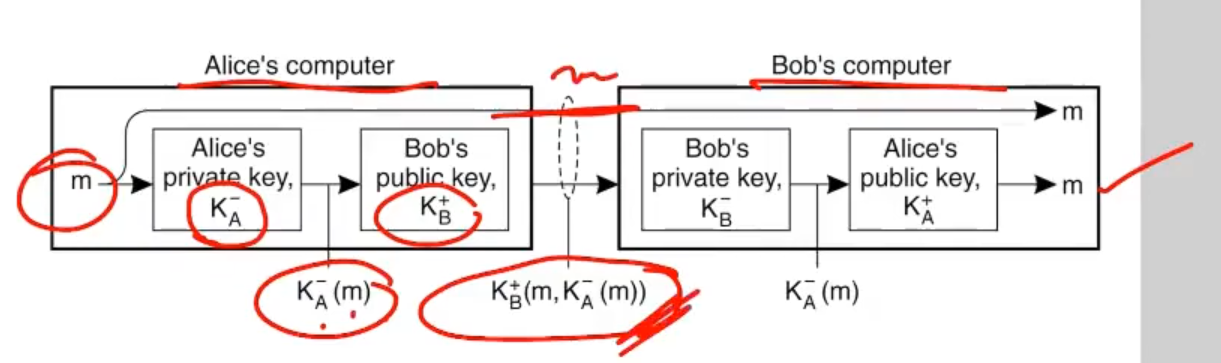 Alice's computer
Bob's computer
m
m
Alice's
private key,
K_A^-
Bob's
public key,
K_B^+
Bob's
private key,
K_B^-
Alice's
public key,
K_A^+
m
K_A^- (m)
K_B^+(m, K_A^- (m))
K_A^- (m)